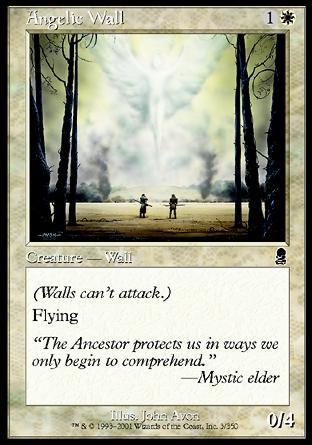 Angelic Wall 1
Creature — Wall
(Walls can't attack.)
Flying
"The Ancestor protects us in ways we
only begin to comprehend."
—Mystic elder
Illus. John Avon
™ & © 1993–2001 Wizards of the Coast, Inc. 3/350
0/4